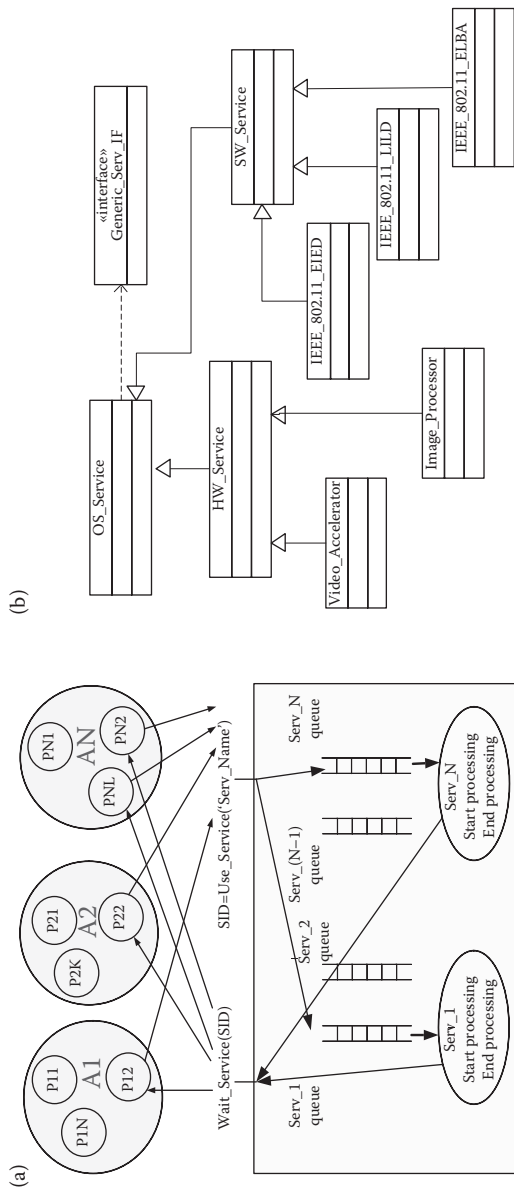 (a)
P11
A1
P1N
P12
P21
A2
P2K
P22
PN1
AN
PNL
PN2
Wait_Service(SID)
SID=Use_Service('Serv_Name')
Serv_1
queue
Serv_2
queue
Serv_(N–1)
queue
Serv_N
queue
Serv_1
Start processing
End processing
Serv_N
Start processing
End processing
(b)
OS_Service
«interface»
Generic_Serv_IF
HW_Service
SW_Service
Video_Accelerator
Image_Processor
IEEE_802.11_EIED
IEEE_802.11_LILD
IEEE_802.11_ELBA